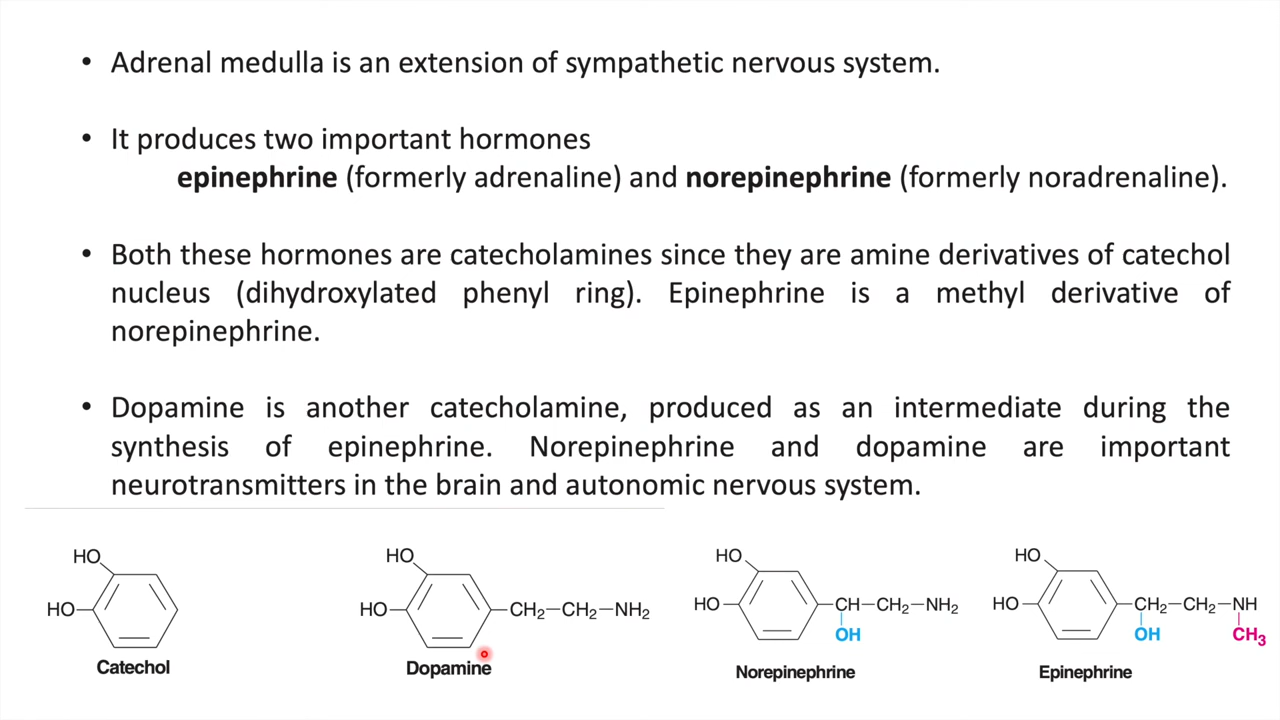 • Adrenal medulla is an extension of sympathetic nervous system.
• It produces two important hormones
epinephrine (formerly adrenaline) and norepinephrine (formerly noradrenaline).
• Both these hormones are catecholamines since they are amine derivatives of catechol
nucleus (dihydroxylated phenyl ring). Epinephrine is a methyl derivative of
norepinephrine.
• Dopamine is another catecholamine, produced as an intermediate during the
synthesis of epinephrine. Norepinephrine and dopamine are important
neurotransmitters in the brain and autonomic nervous system.
HO
HO
Catechol
HO
HO
CH₂—CH₂—NH₂
Dopamine
HO
HO
CH—CH₂—NH₂
OH
Norepinephrine
HO
HO
CH₂—CH₂—NH
OH
CH₃
Epinephrine